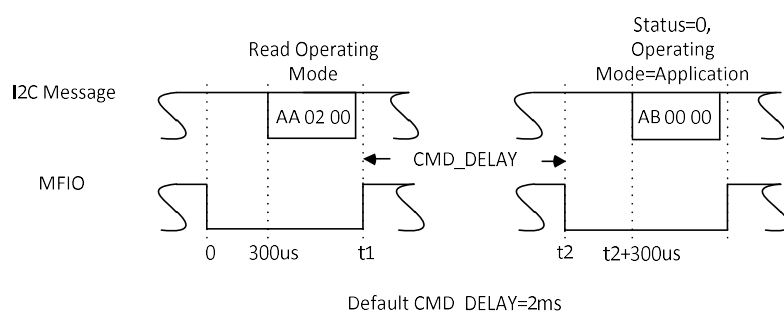 Read Operating
Mode
Status=0,
Operating
Mode=Application
I2C Message
AA 02 00
AB 00 00
CMD_DELAY
MFIO
0
300us
t1
t2
t2+300us
Default CMD DELAY=2ms